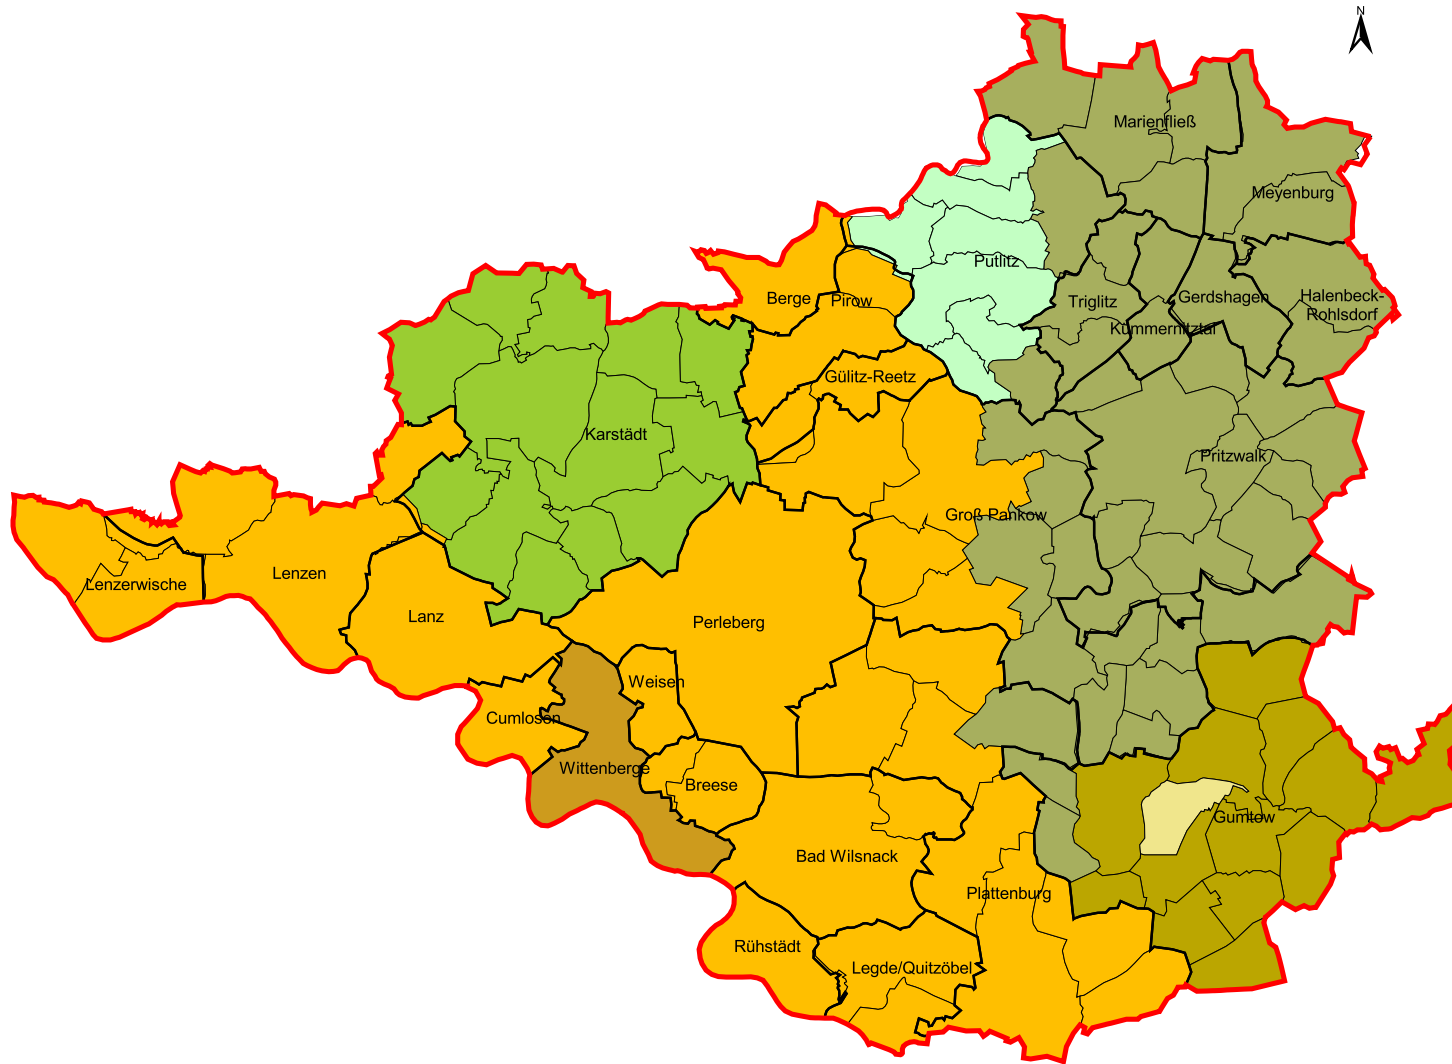 N
Marienfließ
Meyenburg
Putlitz
Berge
Pirow
Triglitz
Gerdshagen
Halenbeck-
Rohlsdorf
Kümmernitztal
Gülitz-Reetz
Karstädt
Pritzwalk
Groß Pankow
Lenzerwische
Lenzen
Lanz
Perleberg
Weisen
Cumlosen
Wittenberge
Breese
Gumtow
Bad Wilsnack
Plattenburg
Rühstädt
Legde/Quitzöbel